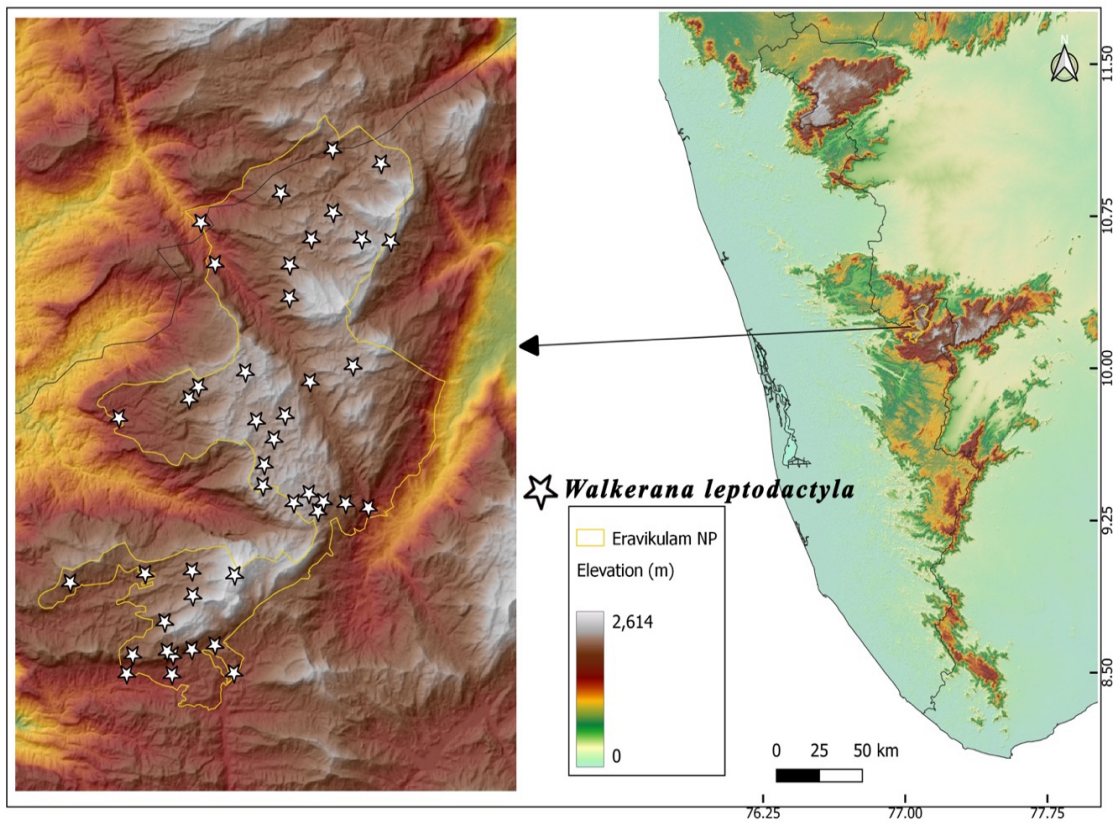 N
11.50
10.75
10.00
9.25
8.50
Walkerana leptodactyla
Eravikulam NP
Elevation (m)
2,614
0
0 25 50 km
76.25 77.00 77.75